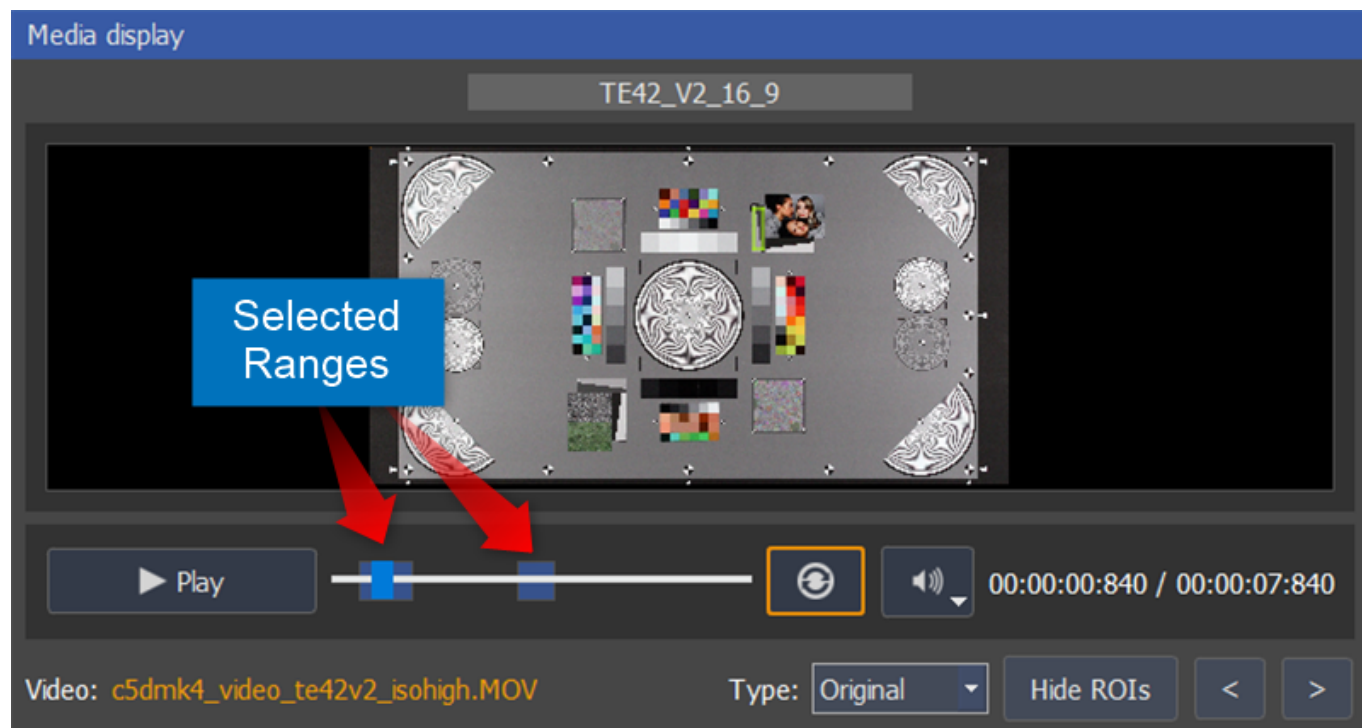 Media display
TE42_V2_16_9
Selected
Ranges
Play
00:00:00:840 / 00:00:07:840
Video: c5dmk4_video_te42v2_isohigh.MOV
Type: Original
Hide ROIs
<
>